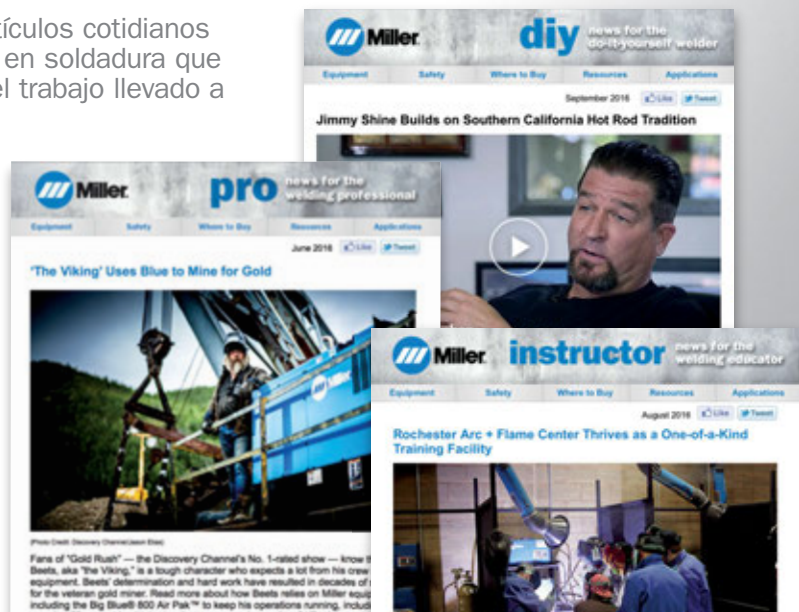 tículos cotidianos
en soldadura que
el trabajo llevado a
Miller
diy
news for the
do-it-yourself welder
Equipment Safety Where to Buy Resources Applications
September 2016 Like Tweet
Jimmy Shine Builds on Southern California Hot Rod Tradition
Miller
pro
news for the
welding professional
Equipment Safety Where to Buy Resources Applications
June 2016 Like Tweet
'The Viking' Uses Blue to Mine for Gold
Miller
(Photo Credit: Discovery Channel/Jason Elias)
Fans of "Gold Rush" — the Discovery Channel's No. 1-rated show — know
Beets, aka "the Viking," is a tough character who expects a lot from his crew
equipment. Beets' determination and hard work have resulted in decades of
for the veteran gold miner. Read more about how Beets relies on Miller
including the Big Blue® 800 Air Pak™ to keep his operations running,
Miller
instructor
news for the
welding educator
Equipment Safety Where to Buy Resources Applications
August 2016 Like Tweet
Rochester Arc + Flame Center Thrives as a One-of-a-Kind
Training Facility